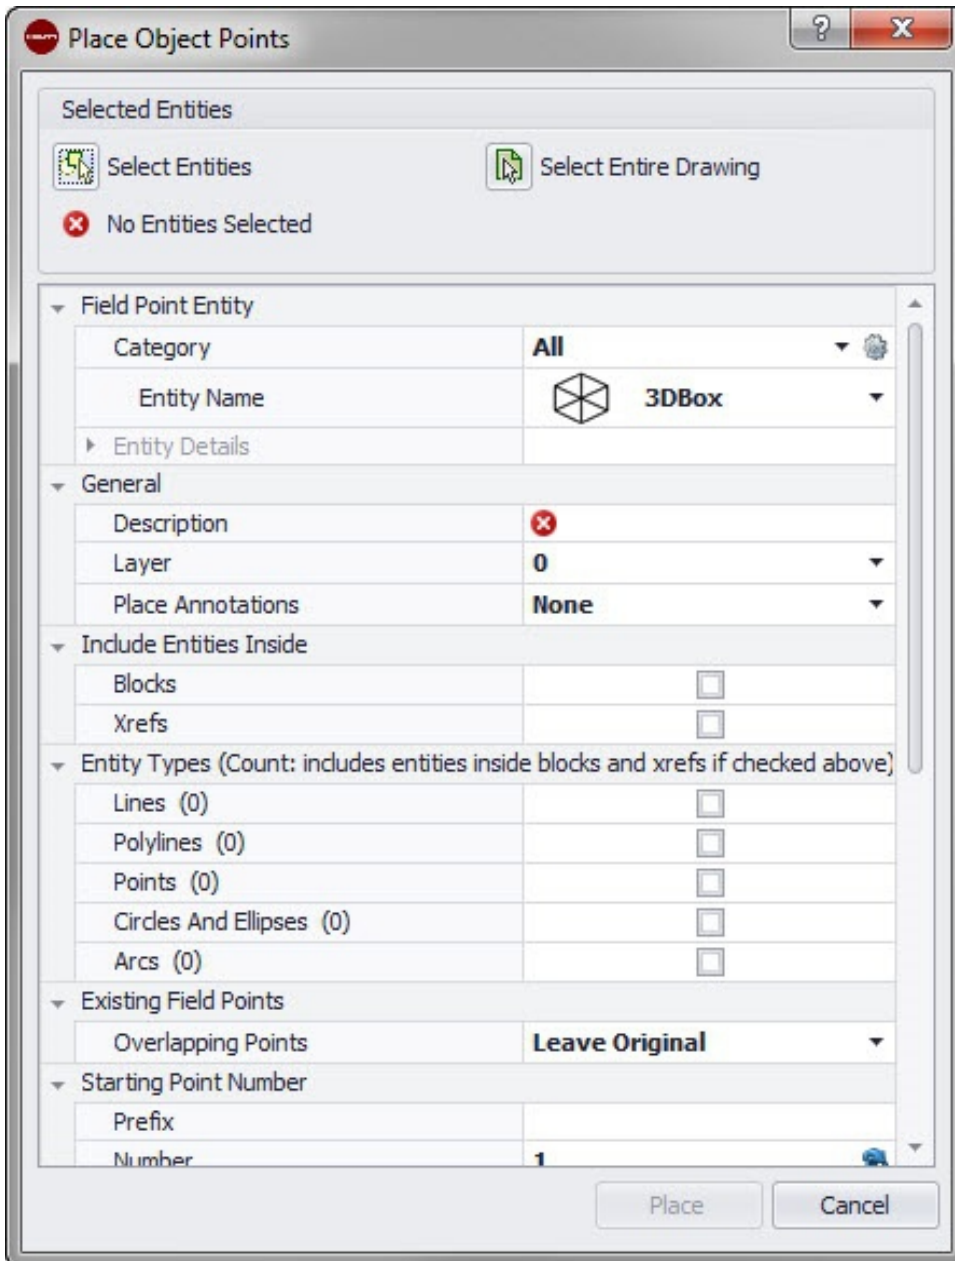 Place Object Points
Selected Entities
Select Entities Select Entire Drawing
No Entities Selected
Field Point Entity
Category All
Entity Name 3DBox
Entity Details
General
Description
Layer 0
Place Annotations None
Include Entities Inside
Blocks
Xrefs
Entity Types (Count: includes entities inside blocks and xrefs if checked above)
Lines (0)
Polylines (0)
Points (0)
Circles And Ellipses (0)
Arcs (0)
Existing Field Points
Overlapping Points Leave Original
Starting Point Number
Prefix
Number 1
Place Cancel